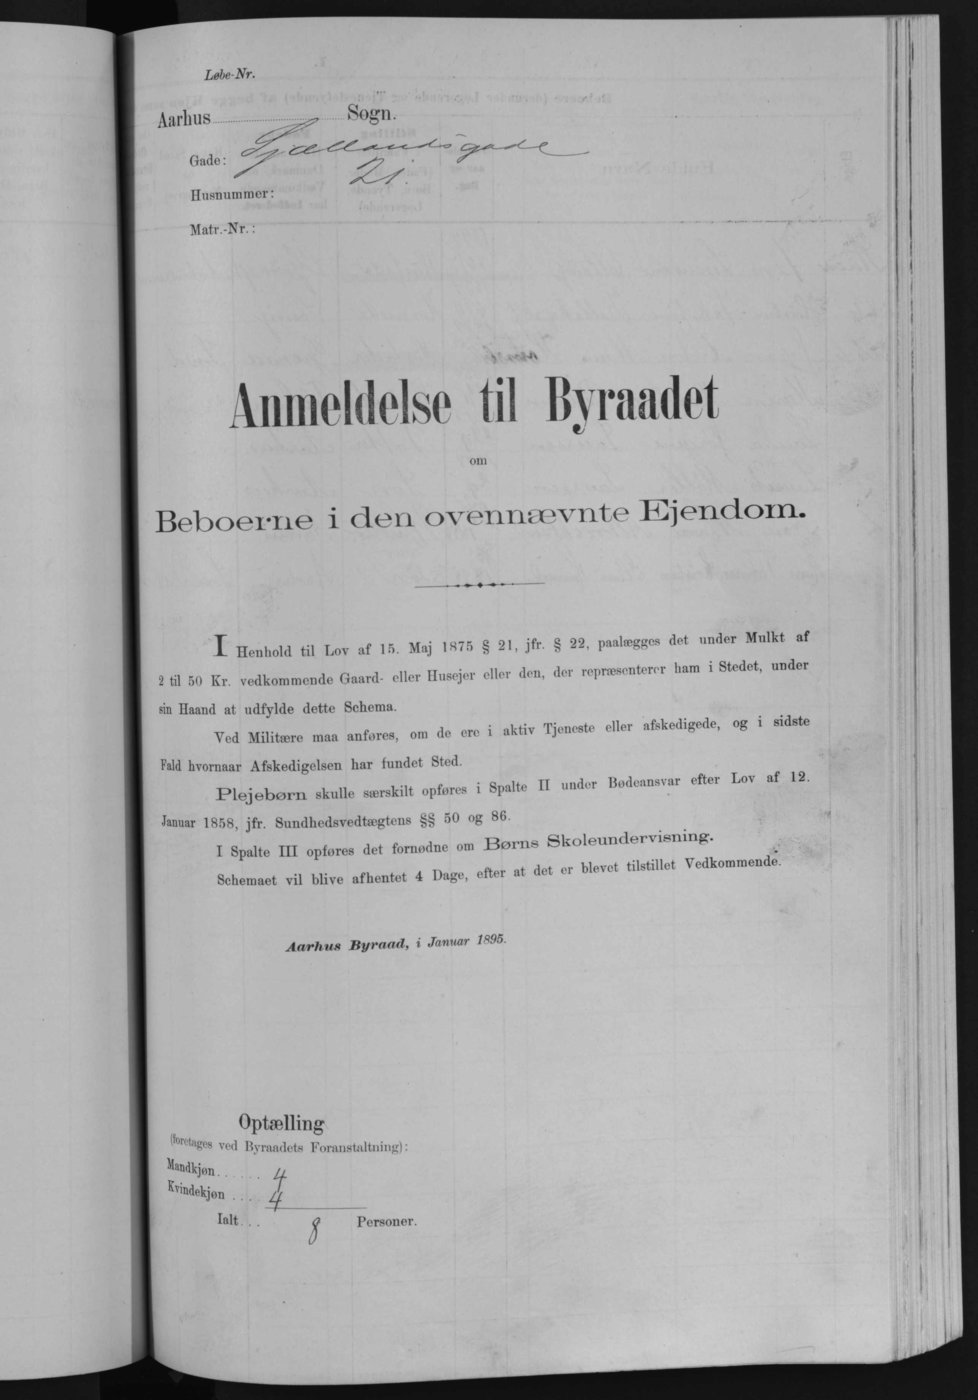 Løbe-Nr.
Aarhus Sogn.
Gade: Sjællandsgade
Husnummer: 21.
Matr.-Nr.:
Anmeldelse til Byraadet
om
Beboerne i den ovennævnte Ejendom.
I Henhold til Lov af 15. Maj 1875 § 21, jfr. § 22, paalægges det under Mulkt af
2 til 50 Kr. vedkommende Gaard- eller Husejer eller den, der repræsenterer ham i Stedet, under
sin Haand at udfylde dette Schema.
Ved Militære maa anføres, om de ere i aktiv Tjeneste eller afskedigede, og i sidste
Fald hvornaar Afskedigelsen har fundet Sted.
Plejebørn skulle særskilt opføres i Spalte II under Bødeansvar efter Lov af 12.
Januar 1858, jfr. Sundhedsvedtægtens §§ 50 og 86.
I Spalte III opføres det fornødne om Børns Skoleundervisning.
Schemaet vil blive afhentet 4 Dage, efter at det er blevet tilstillet Vedkommende.
Aarhus Byraad, i Januar 1895.
Optælling
(foretages ved Byraadets Foranstaltning):
Mandkjøn...... 4
Kvindekjøn.... 4
Ialt... 8 Personer.